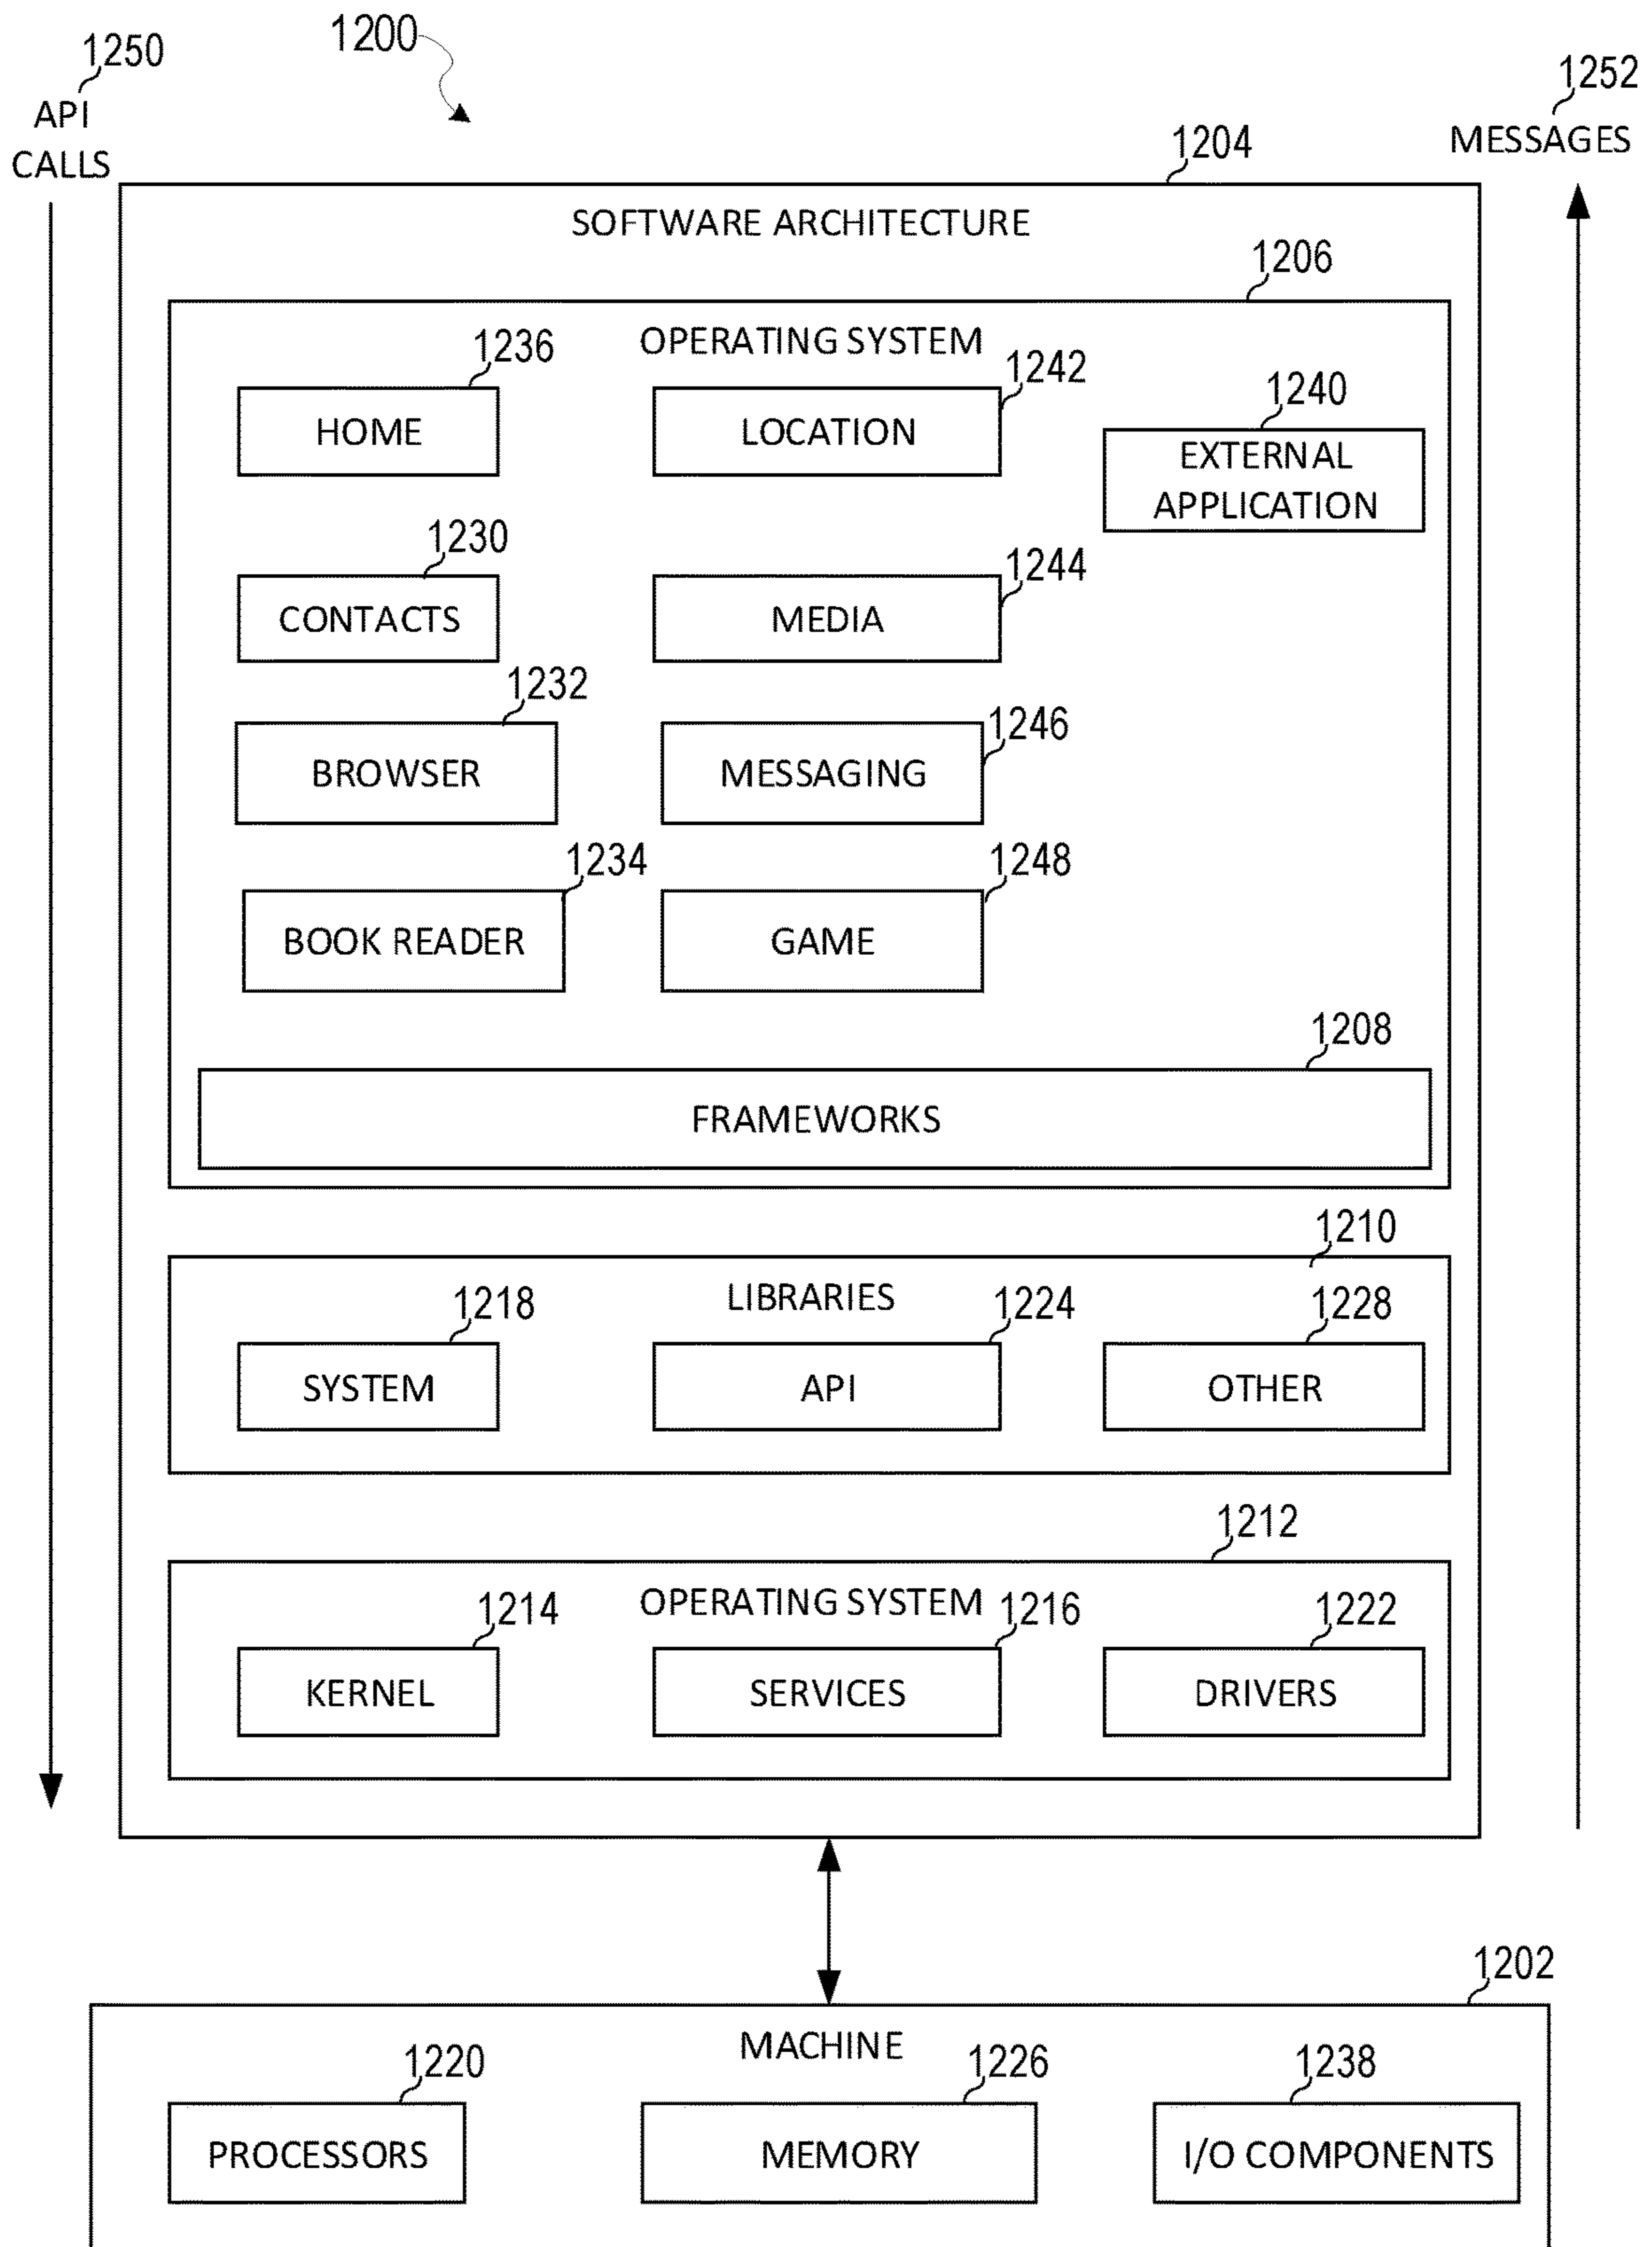 1250
1200
1252
API
CALLS
MESSAGES
1204
SOFTWARE ARCHITECTURE
1206
OPERATING SYSTEM
1236
1242
1240
HOME
LOCATION
EXTERNAL
APPLICATION
1230
1244
CONTACTS
MEDIA
1232
1246
BROWSER
MESSAGING
1234
1248
BOOK READER
GAME
1208
FRAMEWORKS
1210
LIBRARIES
1218
1224
1228
SYSTEM
API
OTHER
1212
OPERATING SYSTEM
1214
1216
1222
KERNEL
SERVICES
DRIVERS
1202
MACHINE
1220
1226
1238
PROCESSORS
MEMORY
I/O COMPONENTS